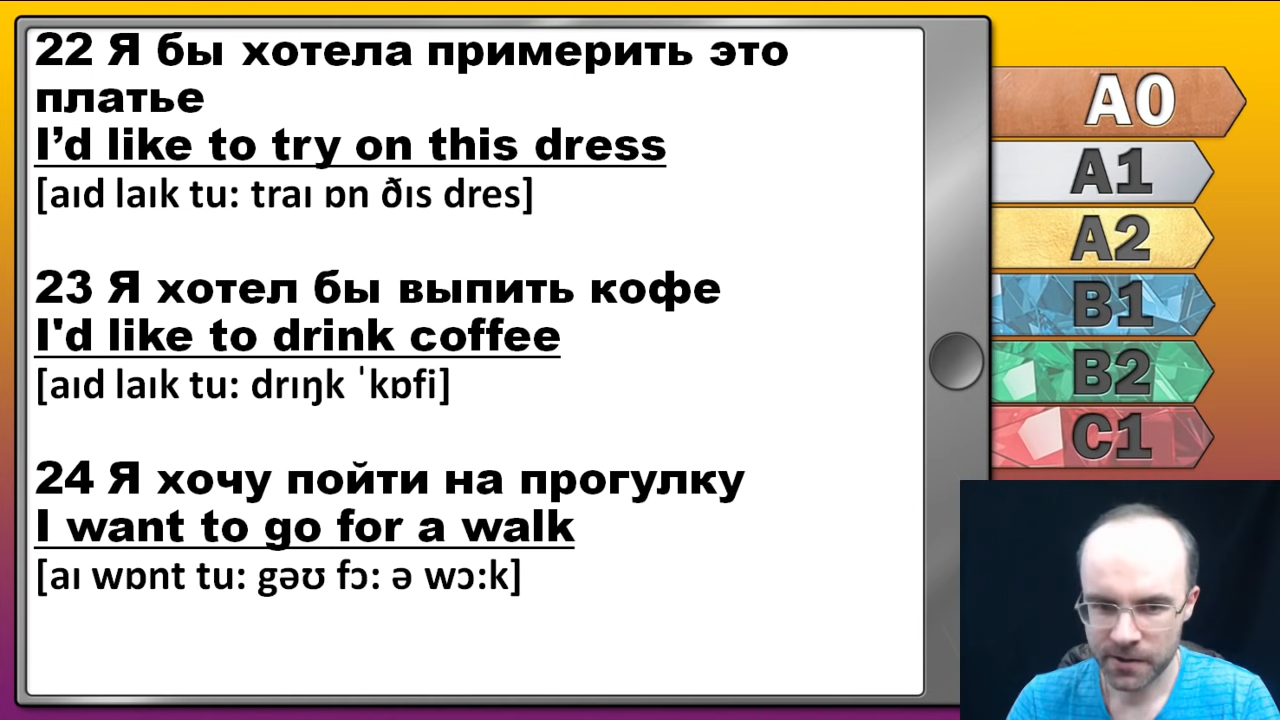 22 Я бы хотела примерить это
платье
I’d like to try on this dress
[aɪd laɪk tu: traɪ ɒn ðɪs dres]
23 Я хотел бы выпить кофе
I'd like to drink coffee
[aɪd laɪk tu: drɪŋk ˈkɒfi]
24 Я хочу пойти на прогулку
I want to go for a walk
[aɪ wɒnt tu: gəʊ fɔ: ə wɔ:k]
A0
A1
A2
B1
B2
C1